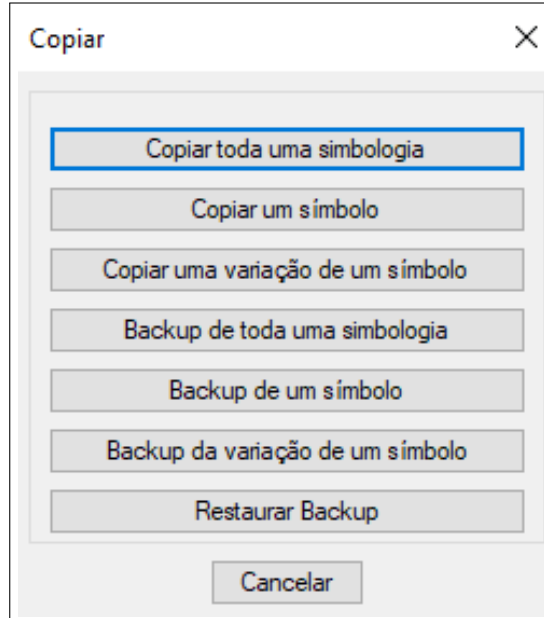 Copiar
Copiar toda uma simbologia
Copiar um símbolo
Copiar uma variação de um símbolo
Backup de toda uma simbologia
Backup de um símbolo
Backup da variação de um símbolo
Restaurar Backup
Cancelar